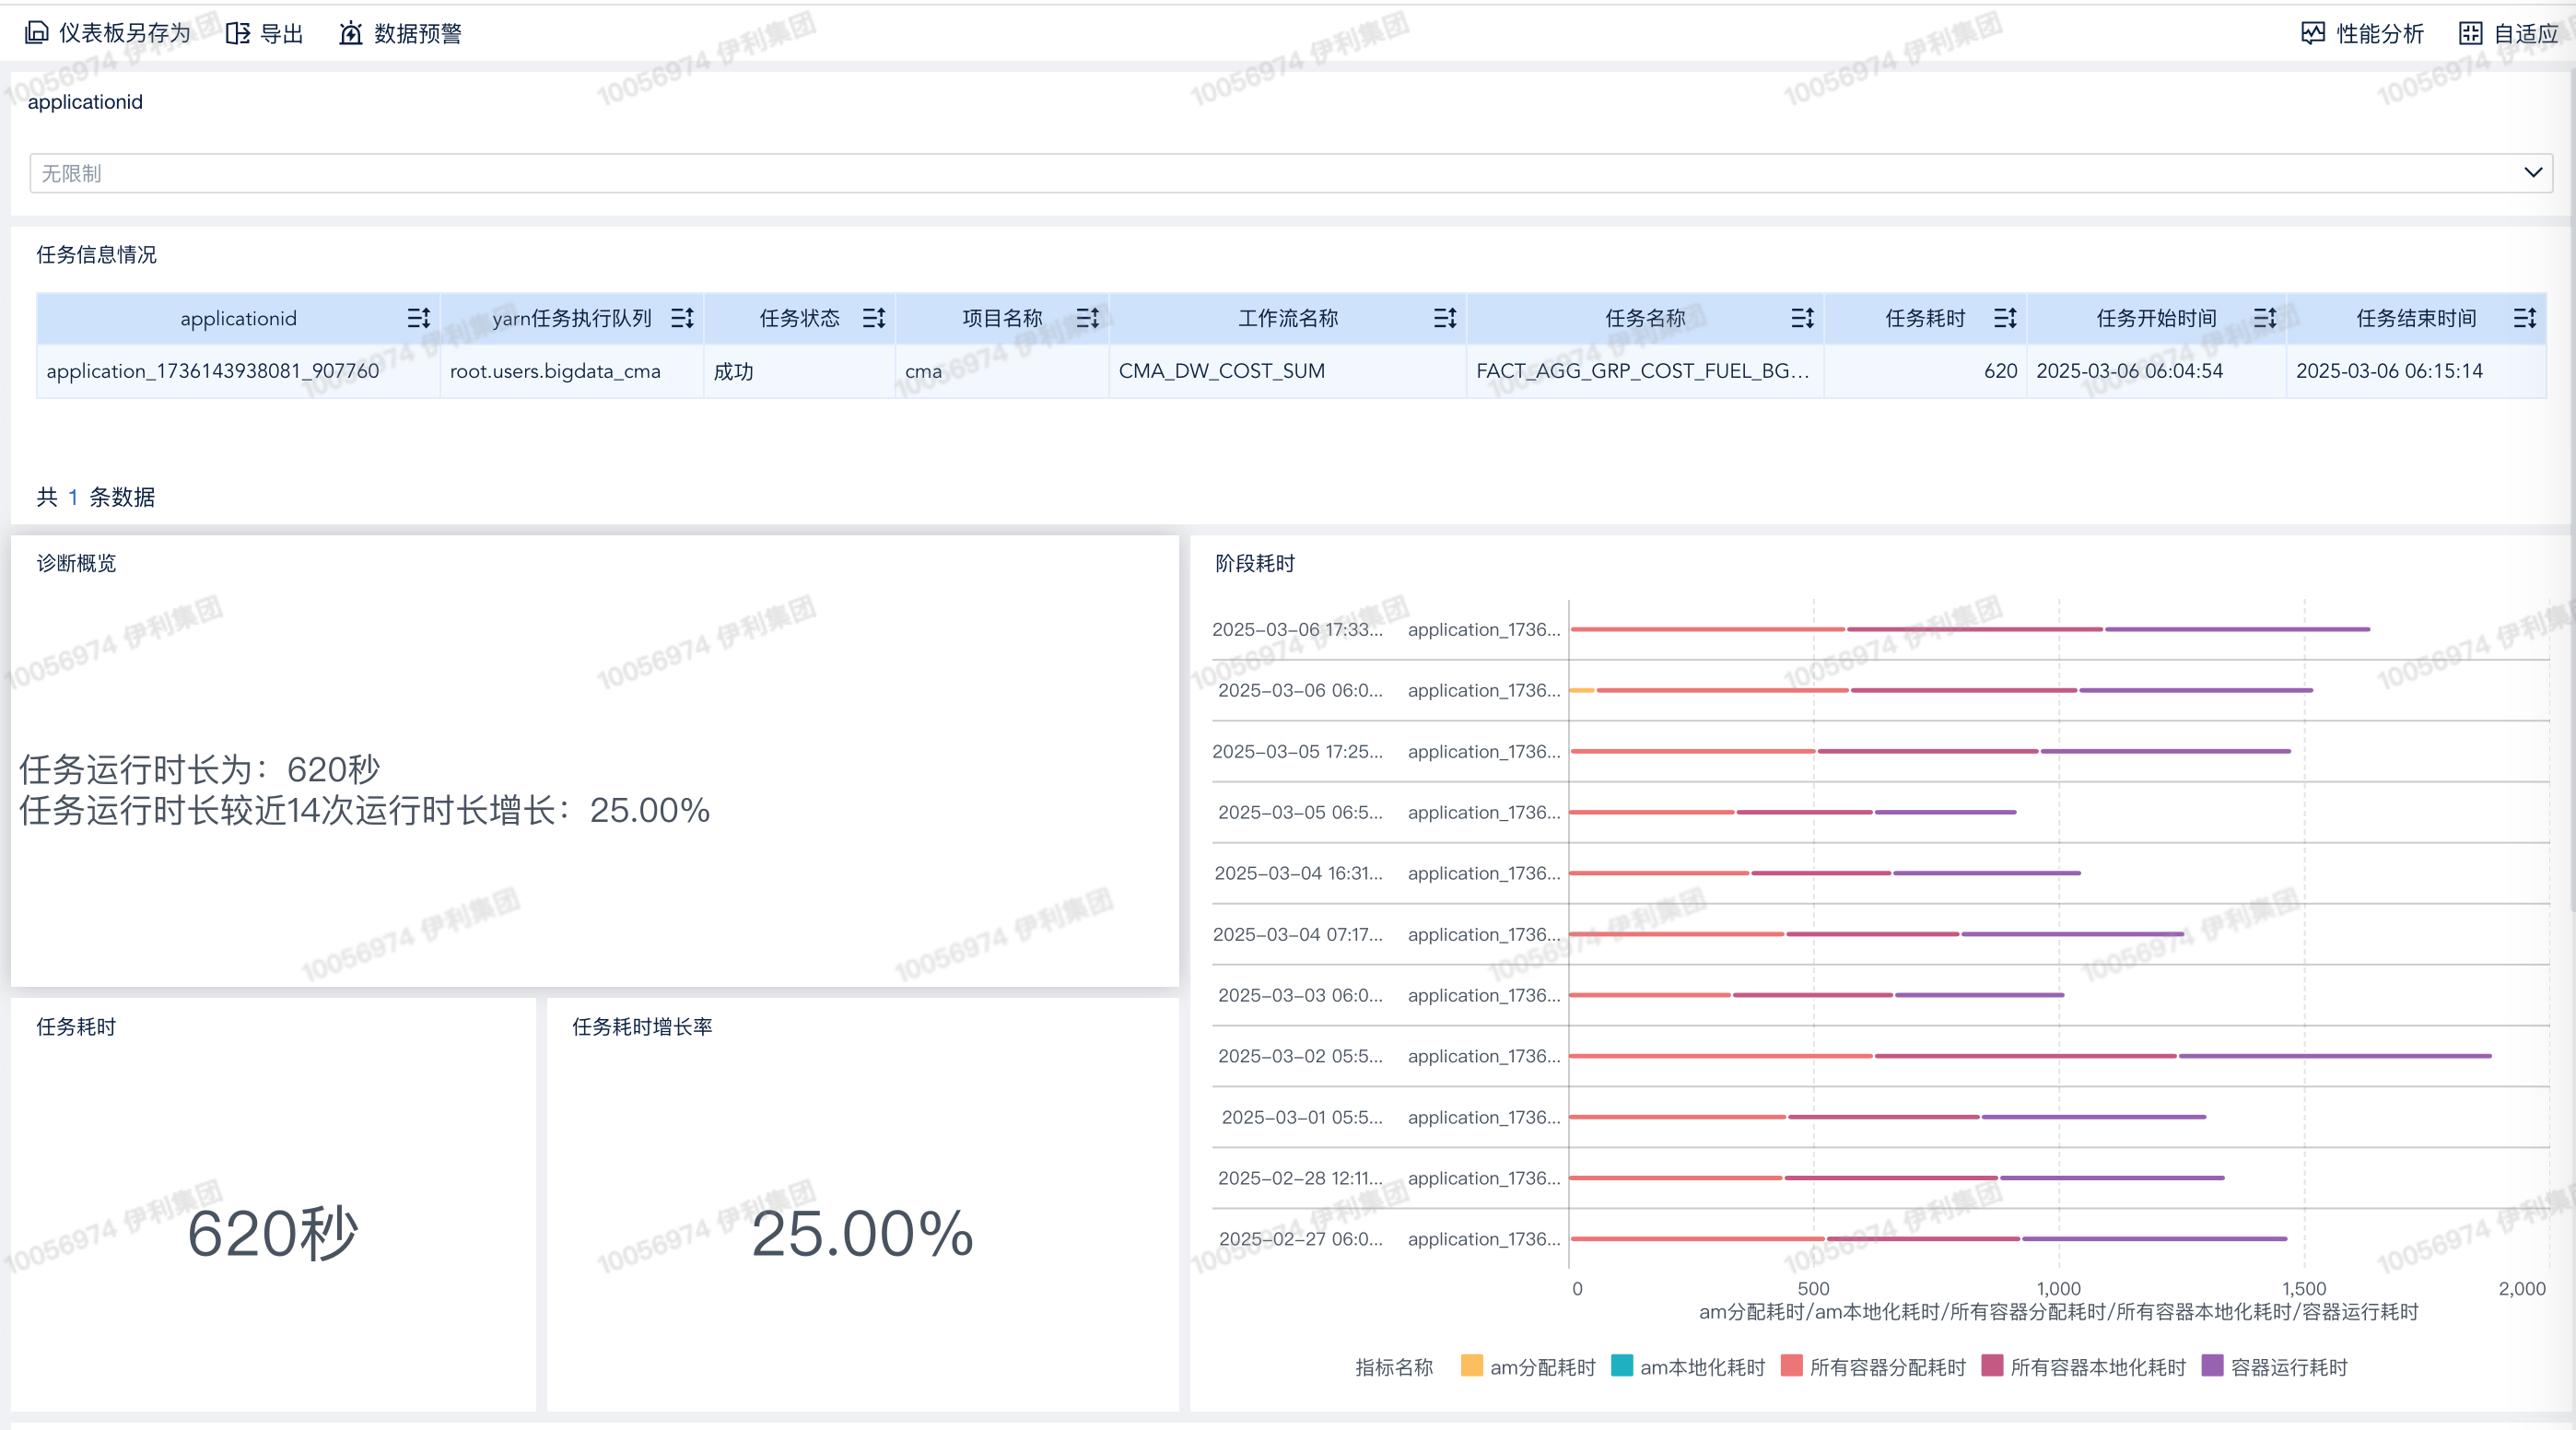 仪表板另存为 导出 数据预警 性能分析 自适应
applicationid
无限制
任务信息情况
applicationid yarn任务执行队列 任务状态 项目名称 工作流名称 任务名称 任务耗时 任务开始时间 任务结束时间
application_1736143938081_907760 root.users.bigdata_cma 成功 cma CMA_DW_COST_SUM FACT_AGG_GRP_COST_FUEL_BG... 620 2025-03-06 06:04:54 2025-03-06 06:15:14
共 1 条数据
诊断概览
任务运行时长为：620秒
任务运行时长较近14次运行时长增长：25.00%
任务耗时
620秒
任务耗时增长率
25.00%
阶段耗时
2025-03-06 17:33... application_1736...
2025-03-06 06:0... application_1736...
2025-03-05 17:25... application_1736...
2025-03-05 06:5... application_1736...
2025-03-04 16:31... application_1736...
2025-03-04 07:17... application_1736...
2025-03-03 06:0... application_1736...
2025-03-02 05:5... application_1736...
2025-03-01 05:5... application_1736...
2025-02-28 12:11... application_1736...
2025-02-27 06:0... application_1736...
0 500 1,000 1,500 2,000
am分配耗时/am本地化耗时/所有容器分配耗时/所有容器本地化耗时/容器运行耗时
指标名称 am分配耗时 am本地化耗时 所有容器分配耗时 所有容器本地化耗时 容器运行耗时
10056974 伊利集团